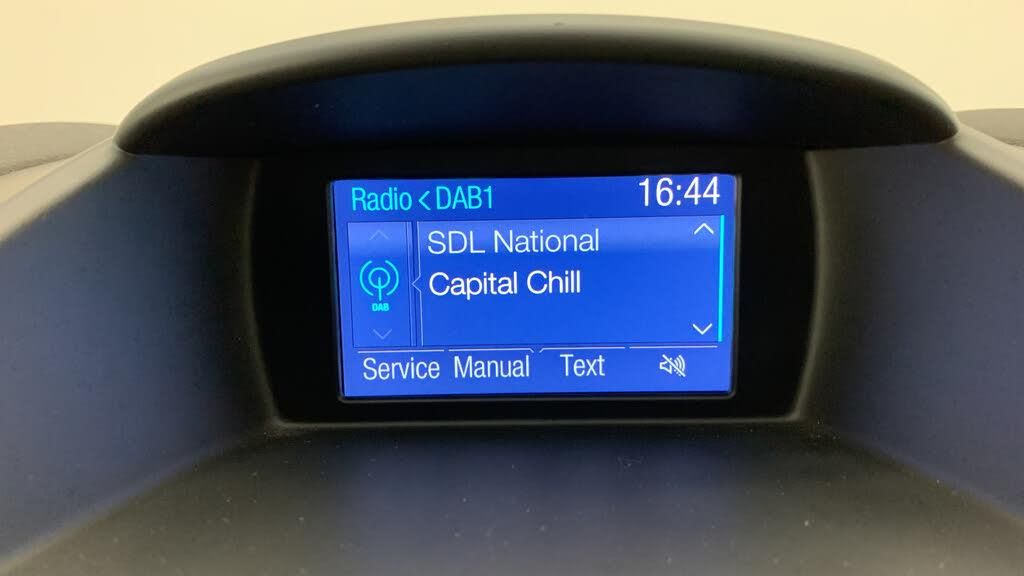 Radio < DAB1 16:44
SDL National
Capital Chill
DAB
Service Manual Text